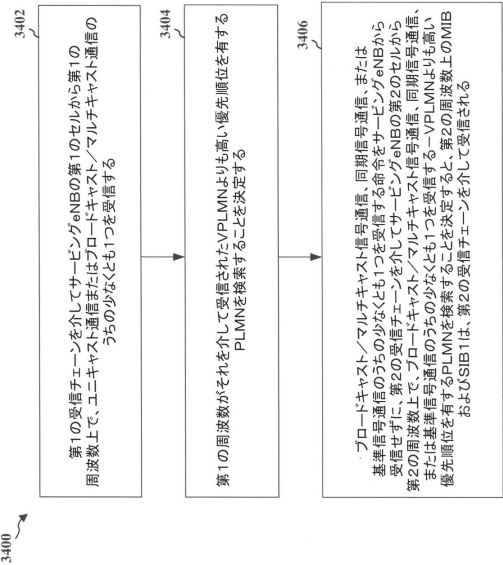 3400
3402
第1の受信チェーンを介してサービングeNBの第1のセルから第1の
周波数上で、ユニキャスト通信またはブロードキャスト/マルチキャスト通信の
うちの少なくとも1つを受信する
3404
第1の周波数がそれを介して受信されたVPLMNよりも高い優先順位を有する
PLMNを検索することを決定する
3406
ブロードキャスト/マルチキャスト信号通信、同期信号通信、または
基準信号通信のうちの少なくとも1つを受信する命令をサービングeNBから
受信せずに、第2の受信チェーンを介してサービングeNBの第2のセルから
第2の周波数上で、ブロードキャスト/マルチキャスト信号通信、同期信号通信、
または基準信号通信のうちの少なくとも1つを受信する－VPLMNよりも高い
優先順位を有するPLMNを検索することを決定すると、第2の周波数上のMIB
およびSIB1は、第2の受信チェーンを介して受信される